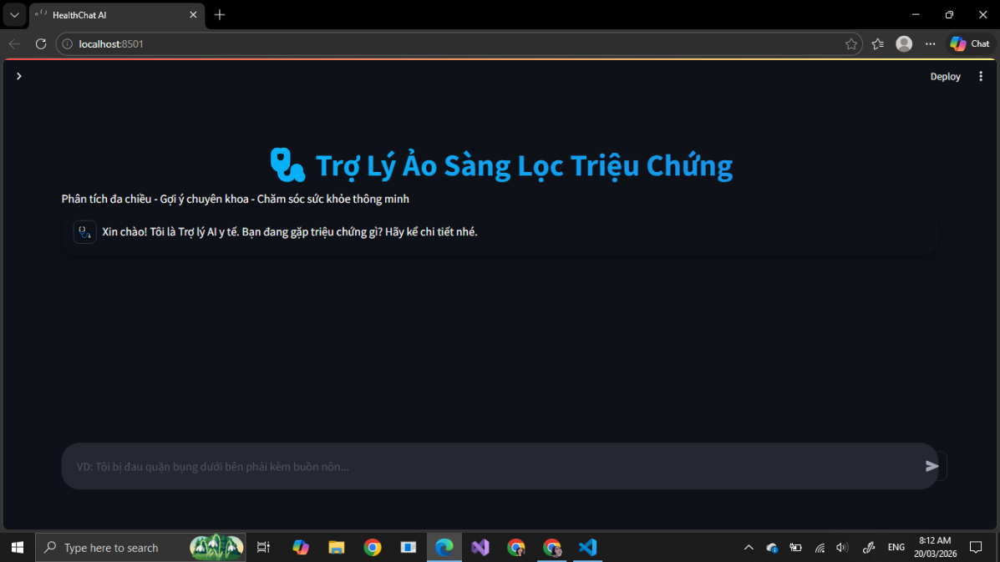 HealthChat AI
localhost:8501
Chat
Deploy
Trợ Lý Ảo Sàng Lọc Triệu Chứng
Phân tích đa chiều - Gợi ý chuyên khoa - Chăm sóc sức khỏe thông minh
Xin chào! Tôi là Trợ lý AI y tế. Bạn đang gặp triệu chứng gì? Hãy kể chi tiết nhé.
VD: Tôi bị đau quặn bụng dưới bên phải kèm buồn nôn...
Type here to search
ENG
8:12 AM
20/03/2026